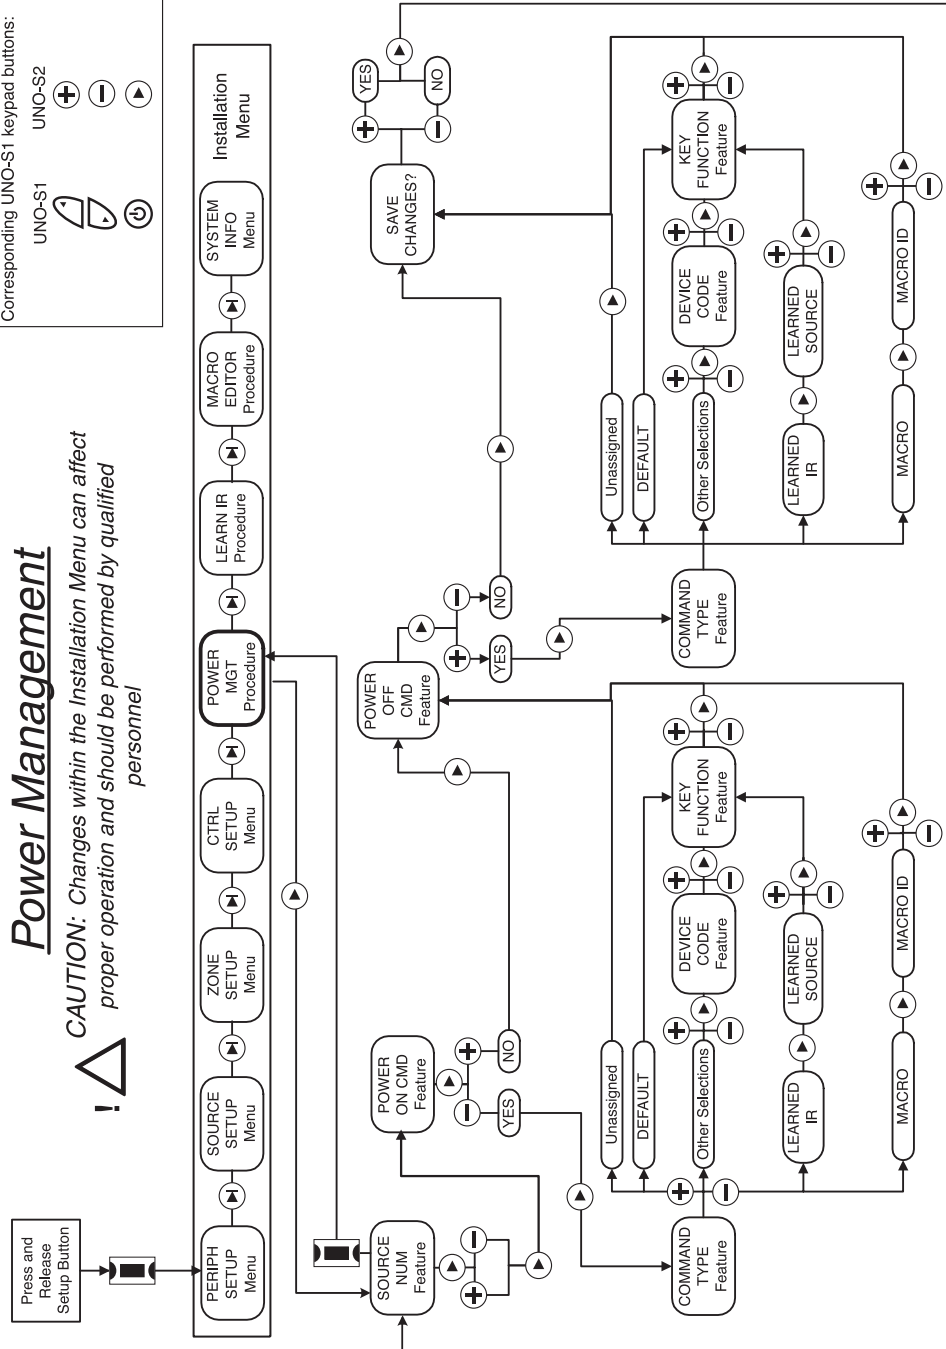 Power Management
!
CAUTION: Changes within the Installation Menu can affect
proper operation and should be performed by qualified
personnel
Corresponding UNO-S1 keypad buttons:
UNO-S1
UNO-S2
Press and
Release
Setup Button
PERIPH
SETUP
Menu
SOURCE
SETUP
Menu
ZONE
SETUP
Menu
CTRL
SETUP
Menu
POWER
MGT
Procedure
LEARN IR
Procedure
MACRO
EDITOR
Procedure
SYSTEM
INFO
Menu
Installation
Menu
SOURCE
NUM
Feature
POWER
ON CMD
Feature
YES
NO
POWER
OFF
CMD
Feature
YES
NO
SAVE
CHANGES?
YES
NO
COMMAND
TYPE
Feature
Unassigned
DEFAULT
Other Selections
DEVICE
CODE
Feature
KEY
FUNCTION
Feature
LEARNED
IR
LEARNED
SOURCE
MACRO
MACRO ID
COMMAND
TYPE
Feature
Unassigned
DEFAULT
Other Selections
DEVICE
CODE
Feature
KEY
FUNCTION
Feature
LEARNED
IR
LEARNED
SOURCE
MACRO
MACRO ID